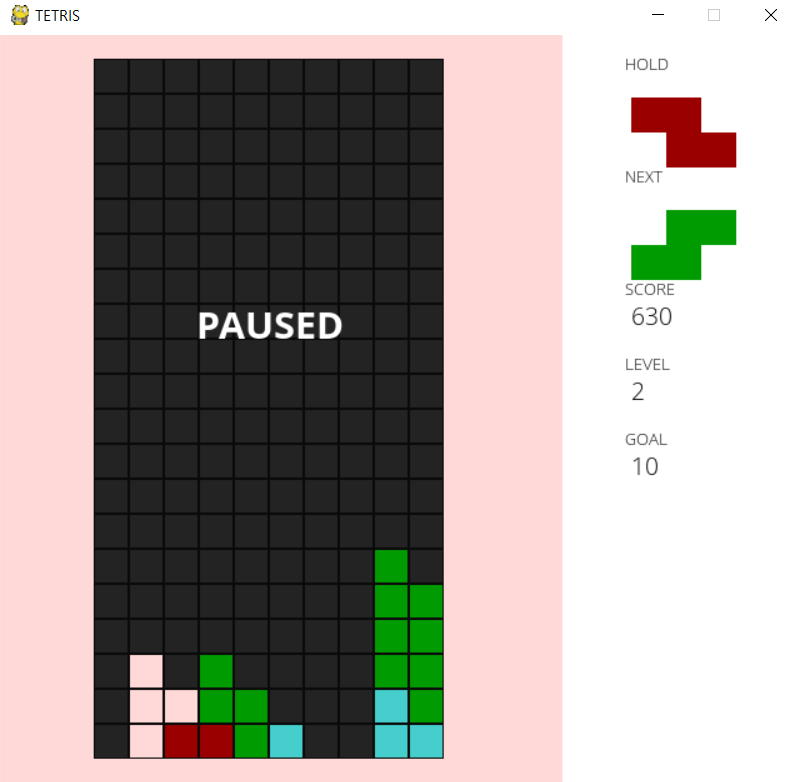 TETRIS
HOLD
NEXT
PAUSED
SCORE
630
LEVEL
2
GOAL
10